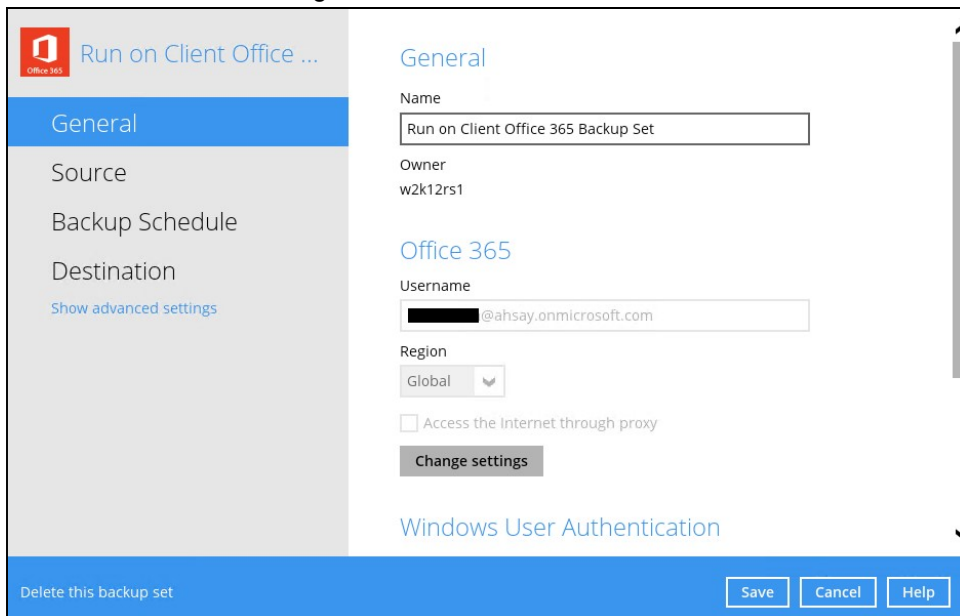 Office 365
Run on Client Office ...
General
Source
Backup Schedule
Destination
Show advanced settings
General
Name
Run on Client Office 365 Backup Set
Owner
w2k12rs1
Office 365
Username
@ahsay.onmicrosoft.com
Region
Global
Access the Internet through proxy
Change settings
Windows User Authentication
Delete this backup set
Save
Cancel
Help